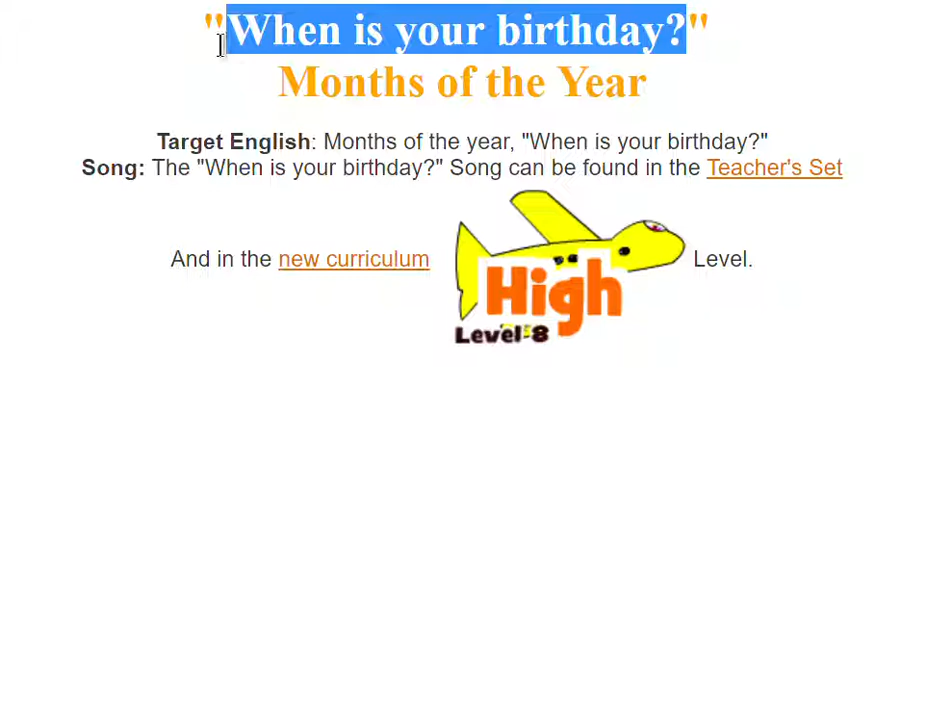 "When is your birthday?"
Months of the Year
Target English: Months of the year, "When is your birthday?"
Song: The "When is your birthday?" Song can be found in the Teacher's Set
And in the new curriculum High Level.
Level:8